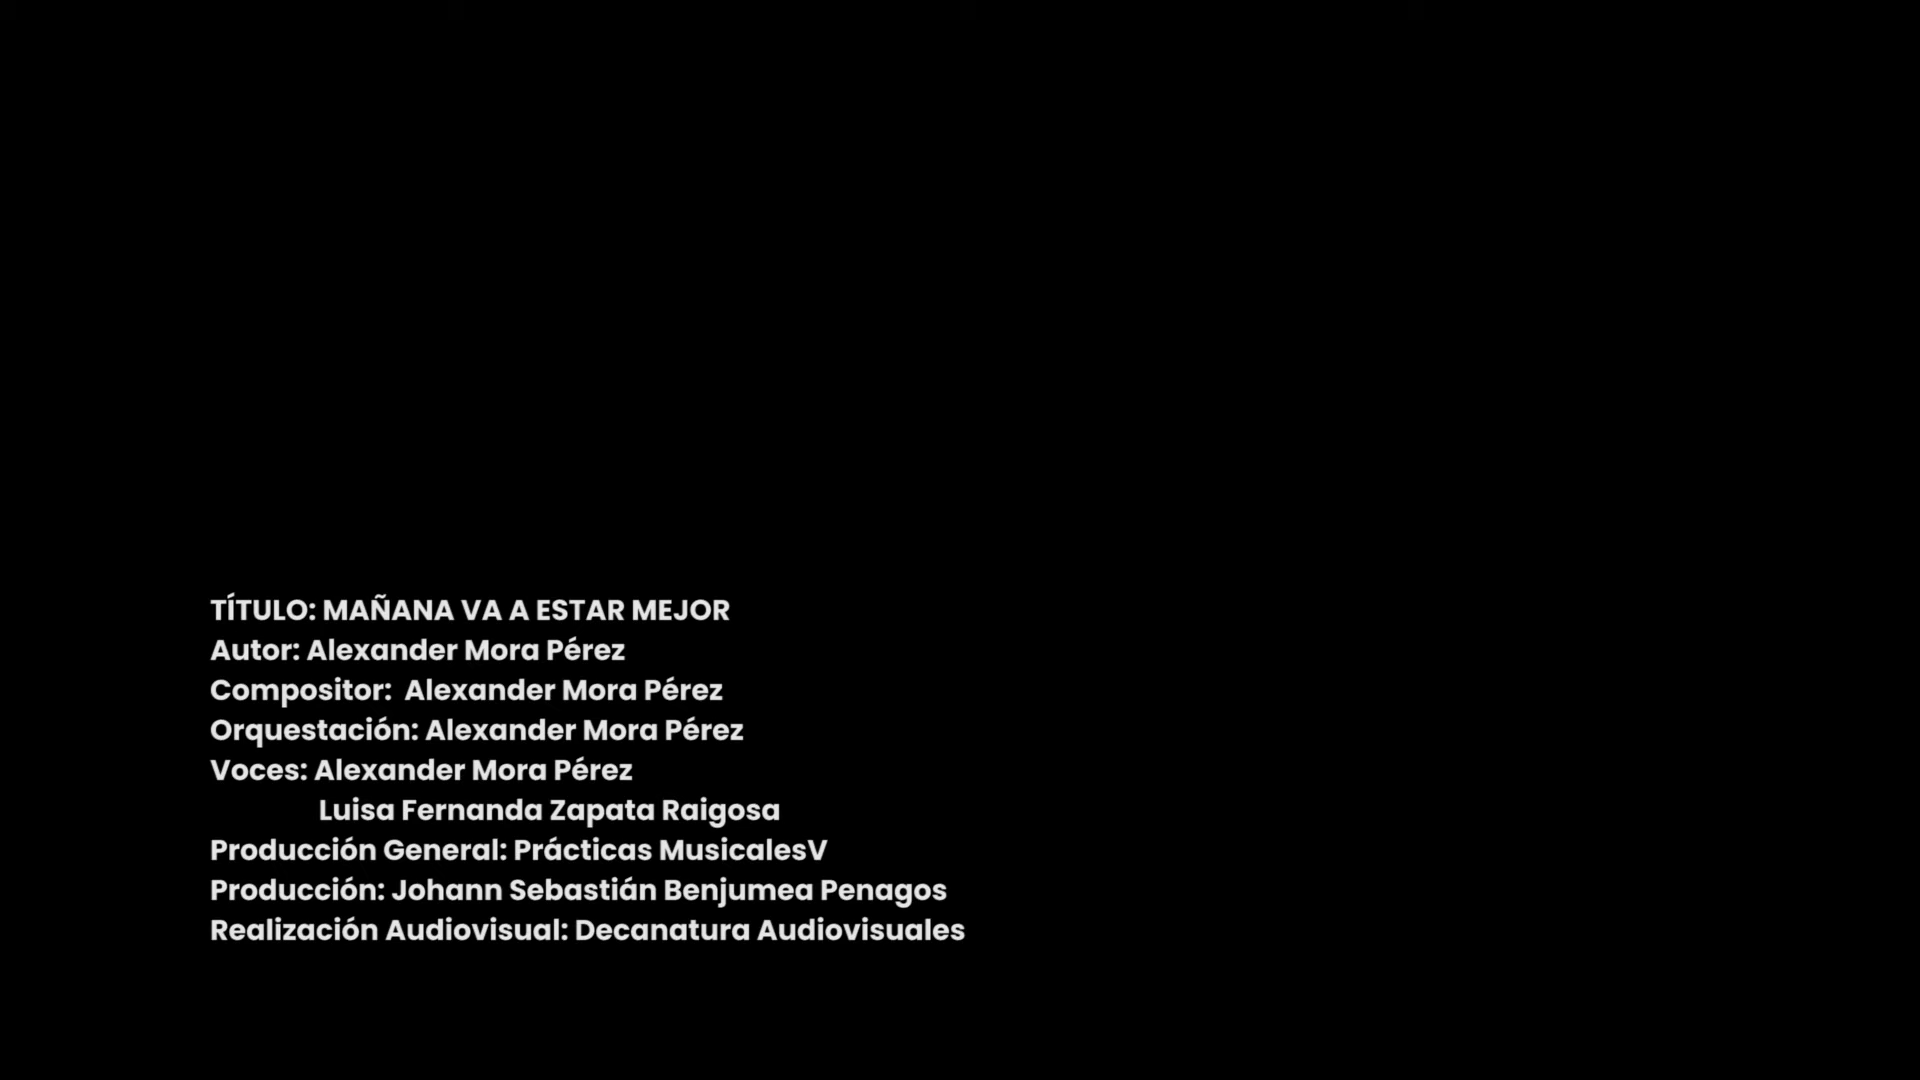 TÍTULO: MAÑANA VA A ESTAR MEJOR
Autor: Alexander Mora Pérez
Compositor:  Alexander Mora Pérez
Orquestación: Alexander Mora Pérez
Voces: Alexander Mora Pérez
Luisa Fernanda Zapata Raigosa
Producción General: Prácticas MusicalesV
Producción: Johann Sebastián Benjumea Penagos
Realización Audiovisual: Decanatura Audiovisuales